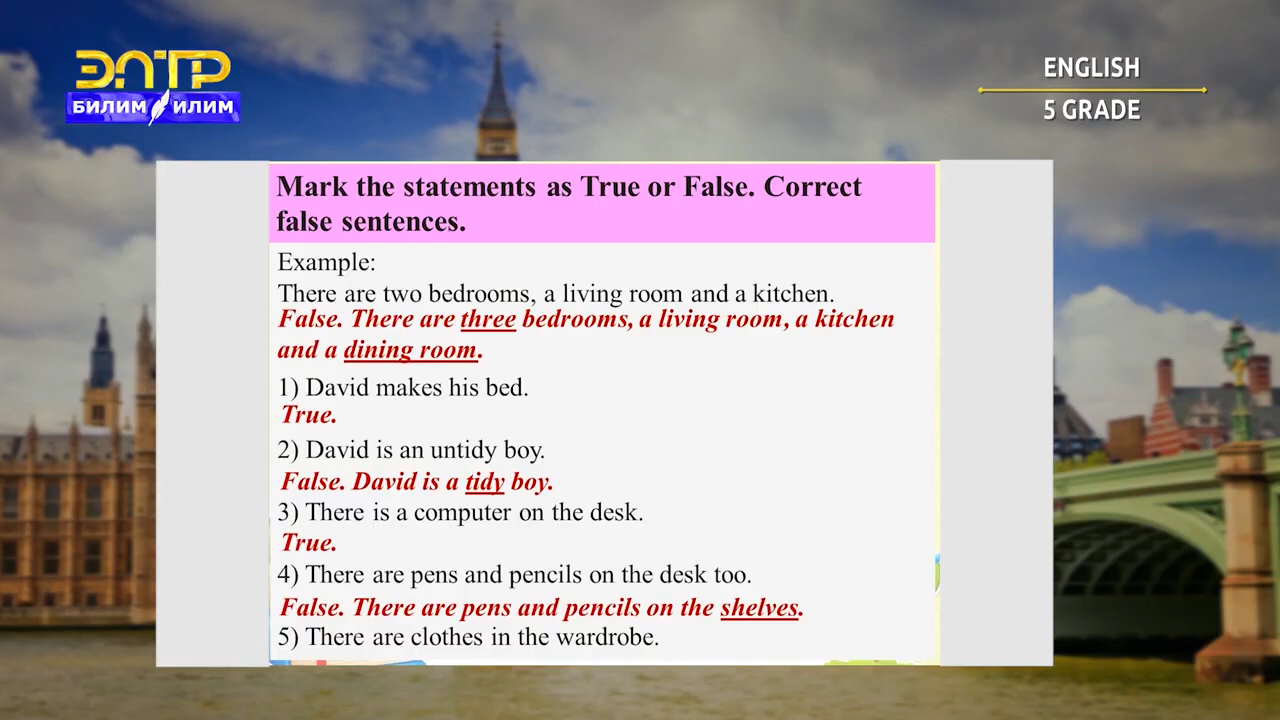 ЭЛТР
БИЛИМ ИЛИМ
ENGLISH
5 GRADE
Mark the statements as True or False. Correct
false sentences.
Example:
There are two bedrooms, a living room and a kitchen.
False. There are three bedrooms, a living room, a kitchen
and a dining room.
1) David makes his bed.
True.
2) David is an untidy boy.
False. David is a tidy boy.
3) There is a computer on the desk.
True.
4) There are pens and pencils on the desk too.
False. There are pens and pencils on the shelves.
5) There are clothes in the wardrobe.